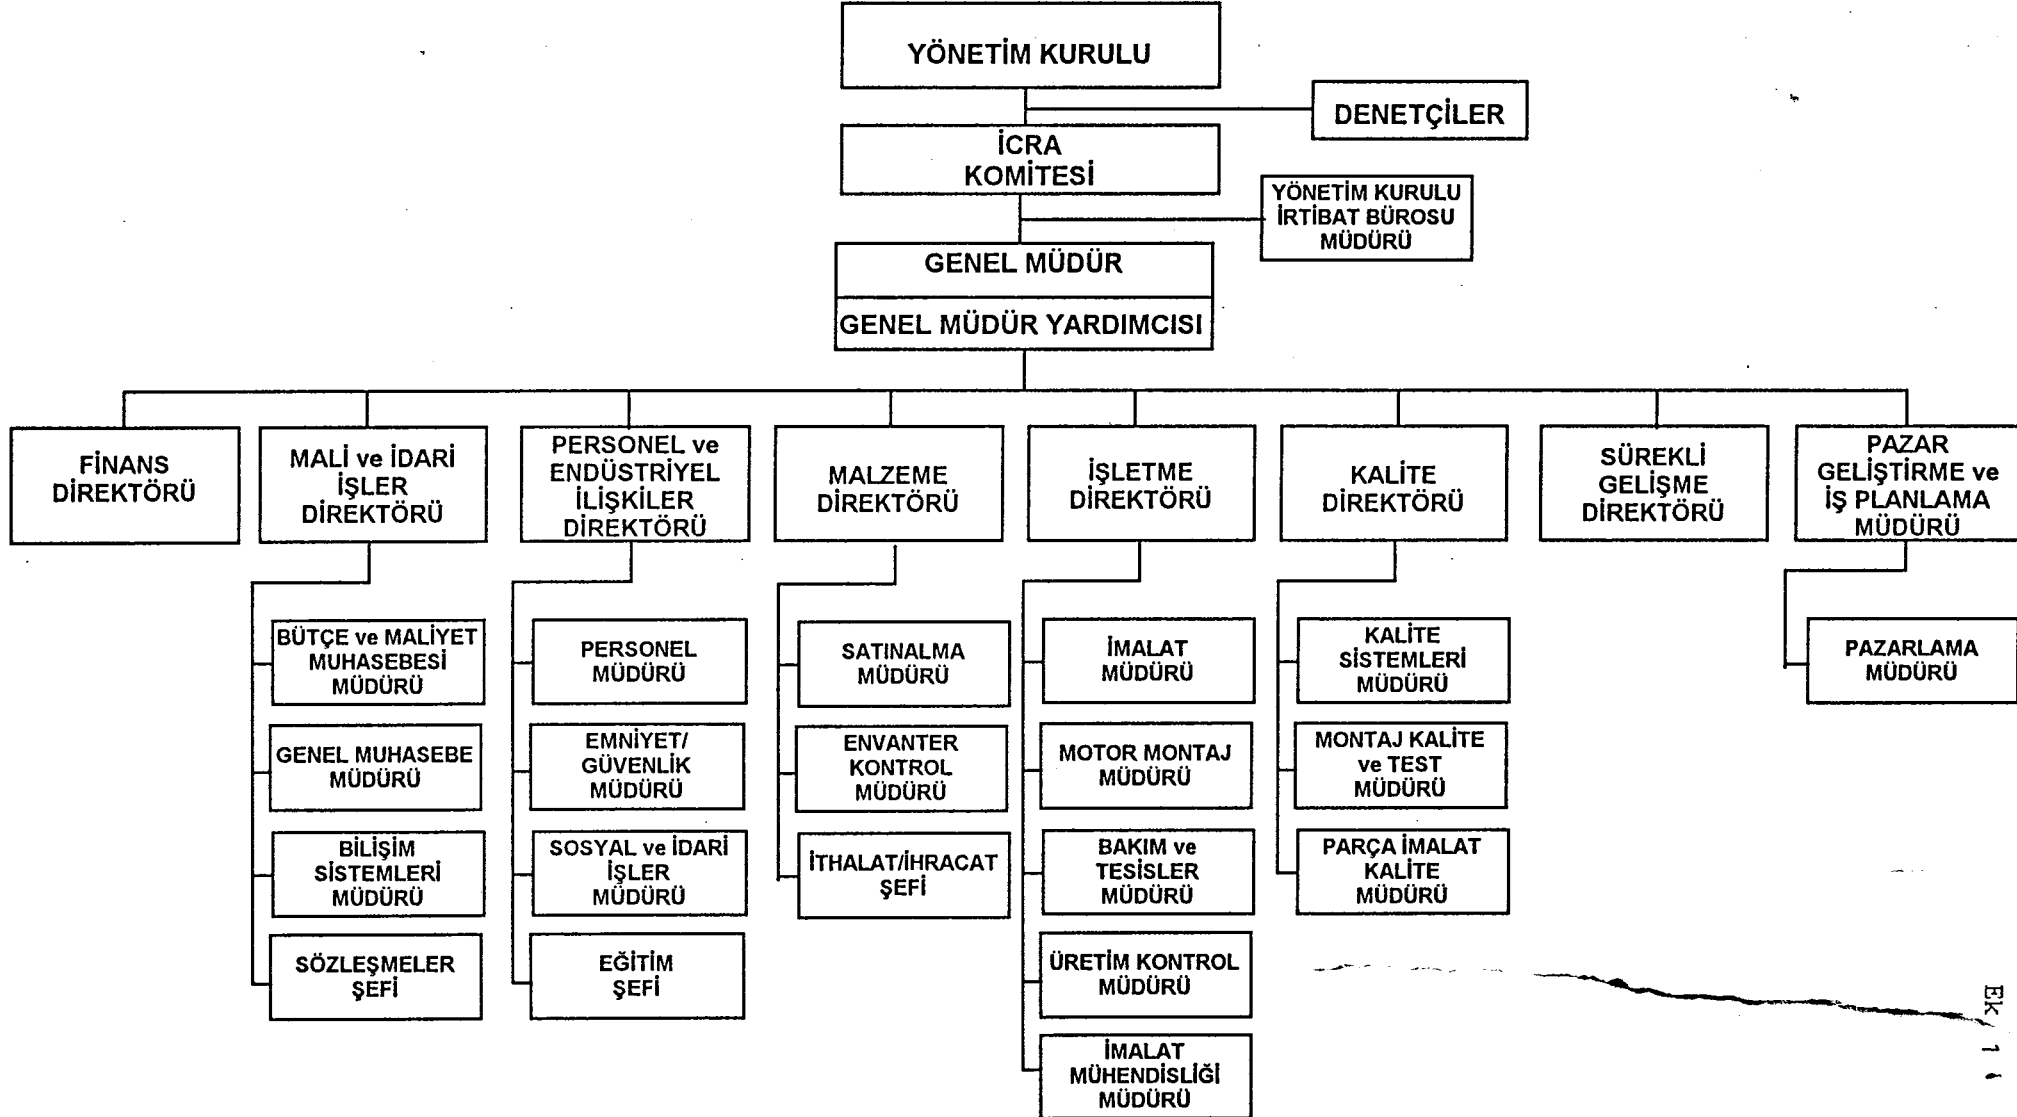 YÖNETİM KURULU
DENETÇİLER
İCRA
KOMİTESİ
YÖNETİM KURULU
İRTİBAT BÜROSU
MÜDÜRÜ
GENEL MÜDÜR
GENEL MÜDÜR YARDIMCISI
FİNANS
DİREKTÖRÜ
MALİ ve İDARİ
İŞLER
DİREKTÖRÜ
PERSONEL ve
ENDÜSTRİYEL
İLİŞKİLER
DİREKTÖRÜ
MALZEME
DİREKTÖRÜ
İŞLETME
DİREKTÖRÜ
KALİTE
DİREKTÖRÜ
SÜREKLİ
GELİŞME
DİREKTÖRÜ
PAZAR
GELİŞTİRME ve
İŞ PLANLAMA
MÜDÜRÜ
BÜTÇE ve MALİYET
MUHASEBESİ
MÜDÜRÜ
GENEL MUHASEBE
MÜDÜRÜ
BİLİŞİM
SİSTEMLERİ
MÜDÜRÜ
SÖZLEŞMELER
ŞEFİ
PERSONEL
MÜDÜRÜ
EMNİYET/
GÜVENLİK
MÜDÜRÜ
SOSYAL ve İDARİ
İŞLER
MÜDÜRÜ
EĞİTİM
ŞEFİ
SATINALMA
MÜDÜRÜ
ENVANTER
KONTROL
MÜDÜRÜ
İTHALAT/İHRACAT
ŞEFİ
İMALAT
MÜDÜRÜ
MOTOR MONTAJ
MÜDÜRÜ
BAKIM ve
TESİSLER
MÜDÜRÜ
ÜRETİM KONTROL
MÜDÜRÜ
İMALAT
MÜHENDİSLİĞİ
MÜDÜRÜ
KALİTE
SİSTEMLERİ
MÜDÜRÜ
MONTAJ KALİTE
ve TEST
MÜDÜRÜ
PARÇA İMALAT
KALİTE
MÜDÜRÜ
PAZARLAMA
MÜDÜRÜ
Ek 1